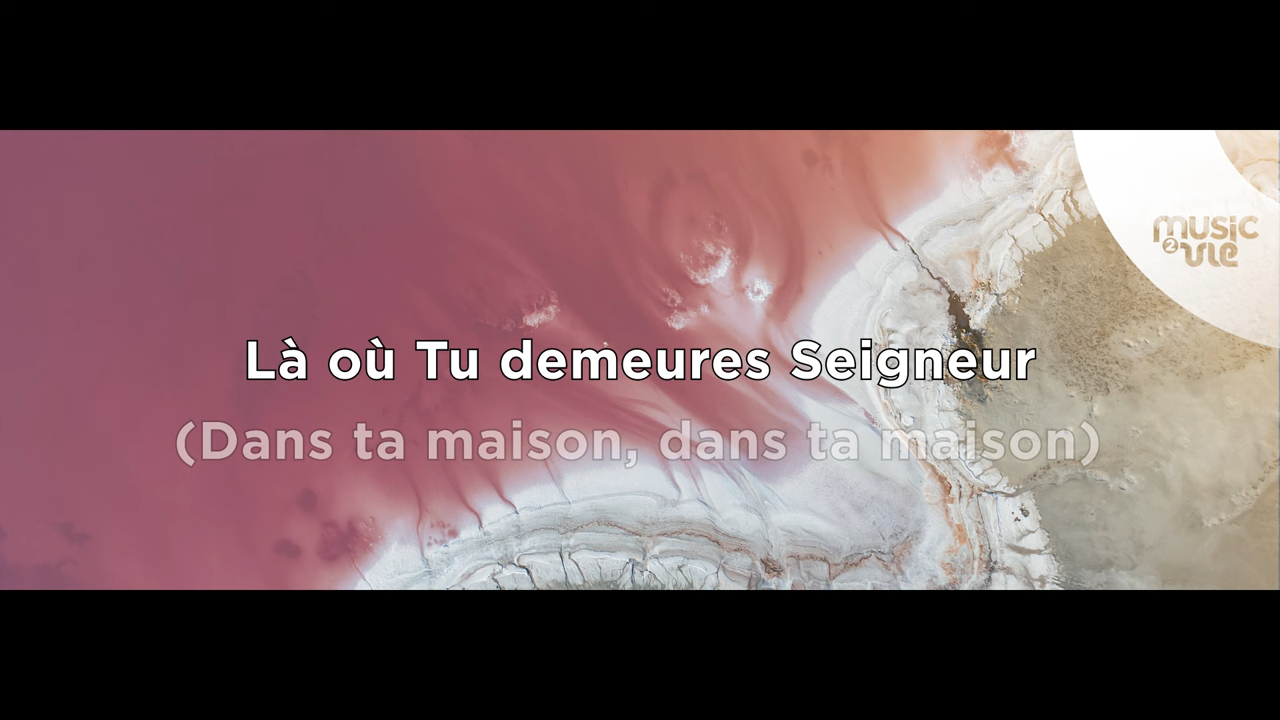 music
2 vie
Là où Tu demeures Seigneur
(Dans ta maison, dans ta maison)